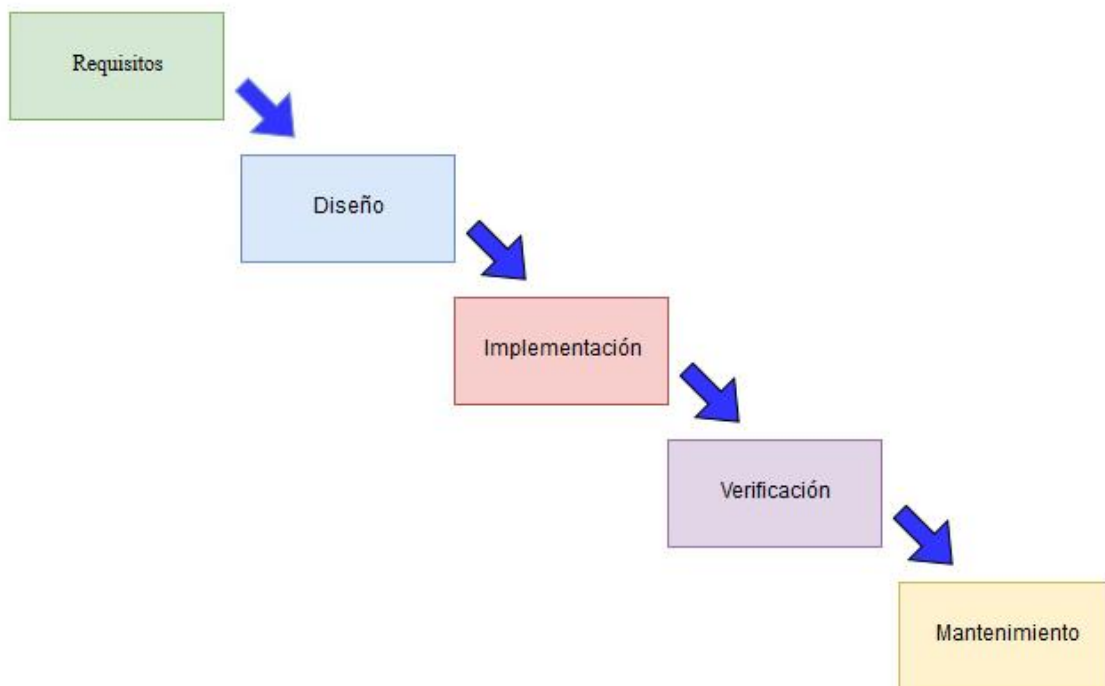 Requisitos
Diseño
Implementación
Verificación
Mantenimiento